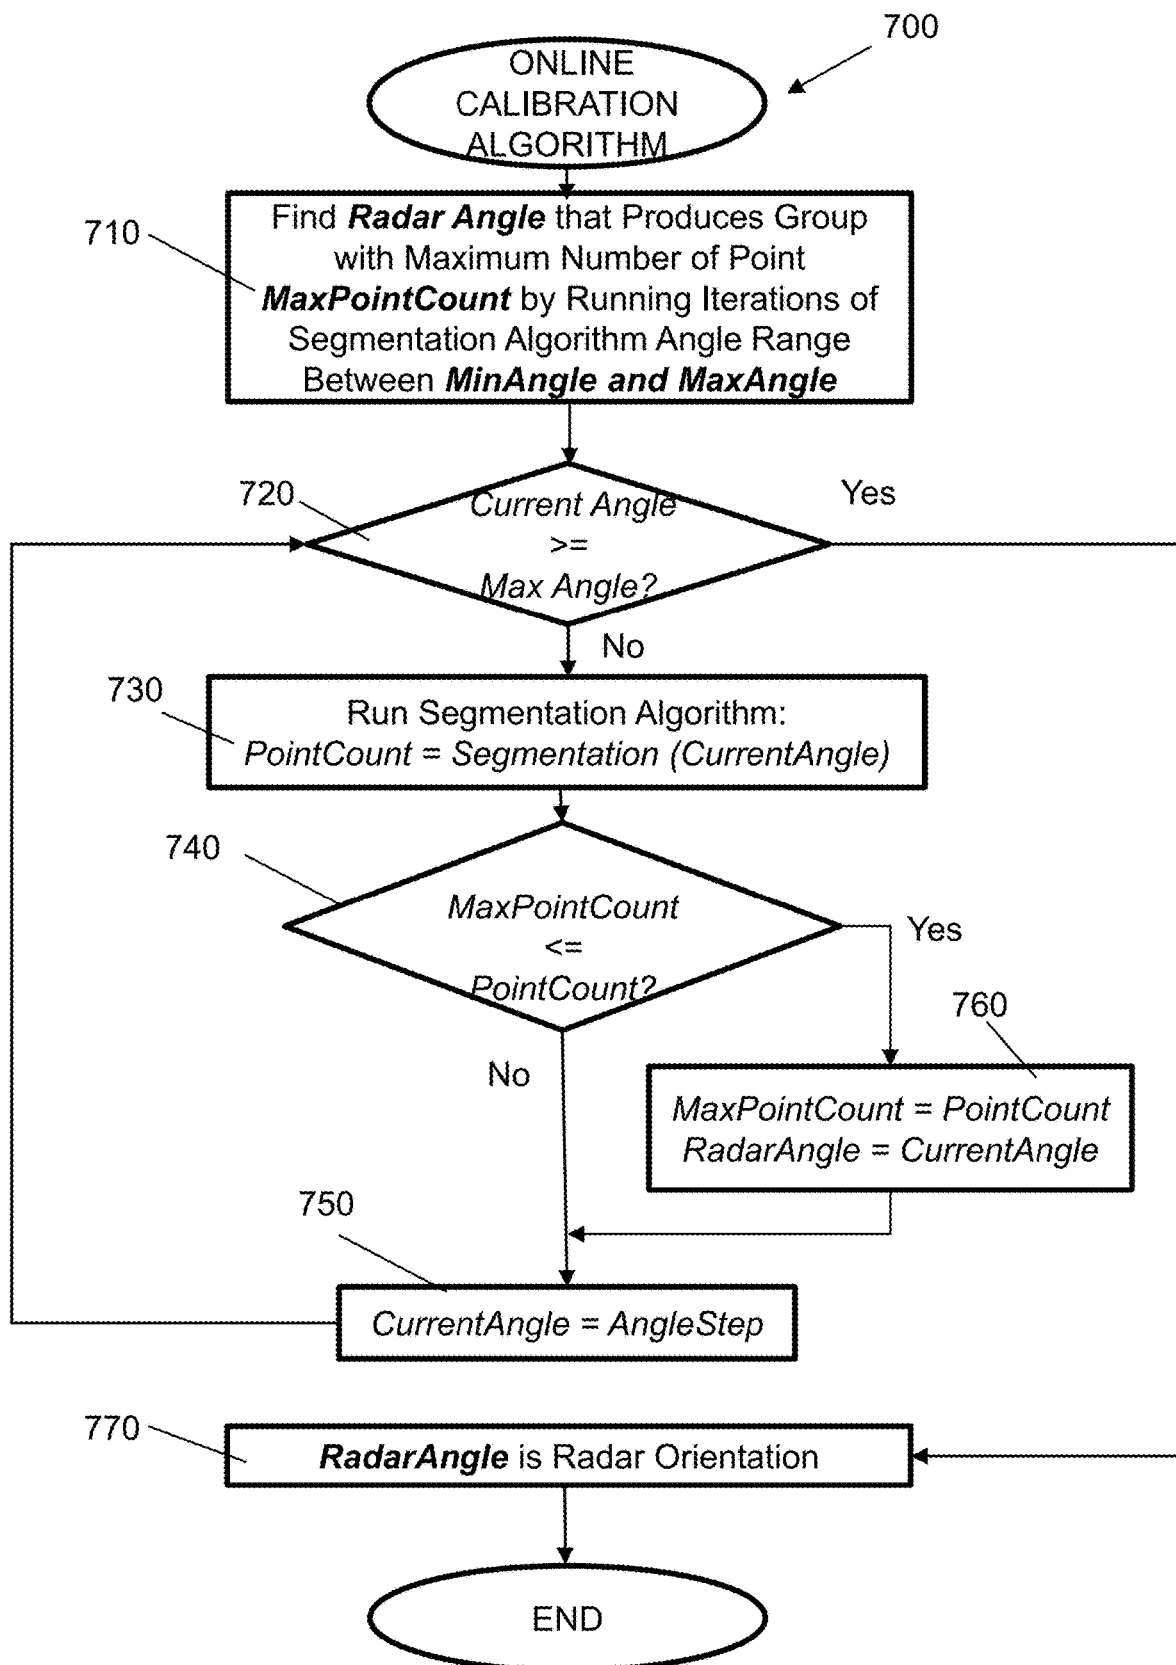 700
ONLINE
CALIBRATION
ALGORITHM
710
Find Radar Angle that Produces Group
with Maximum Number of Point
MaxPointCount by Running Iterations of
Segmentation Algorithm Angle Range
Between MinAngle and MaxAngle
720
Current Angle
>=
Max Angle?
Yes
No
730
Run Segmentation Algorithm:
PointCount = Segmentation (CurrentAngle)
740
MaxPointCount
<=
PointCount?
Yes
No
760
MaxPointCount = PointCount
RadarAngle = CurrentAngle
750
CurrentAngle = AngleStep
770
RadarAngle is Radar Orientation
END